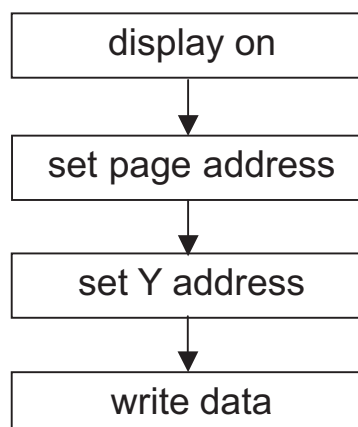 display on
set page address
set Y address
write data